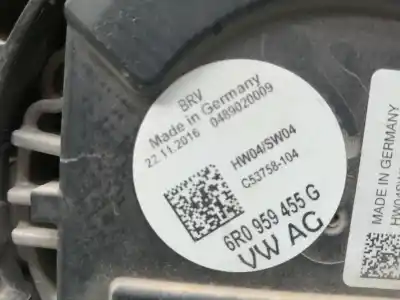 BRV
Made in Germany
22.11.2016 0489020009
HW04/SW04
C53758-104
6R0 959 455 G
VW AG
MADE IN GERMANY